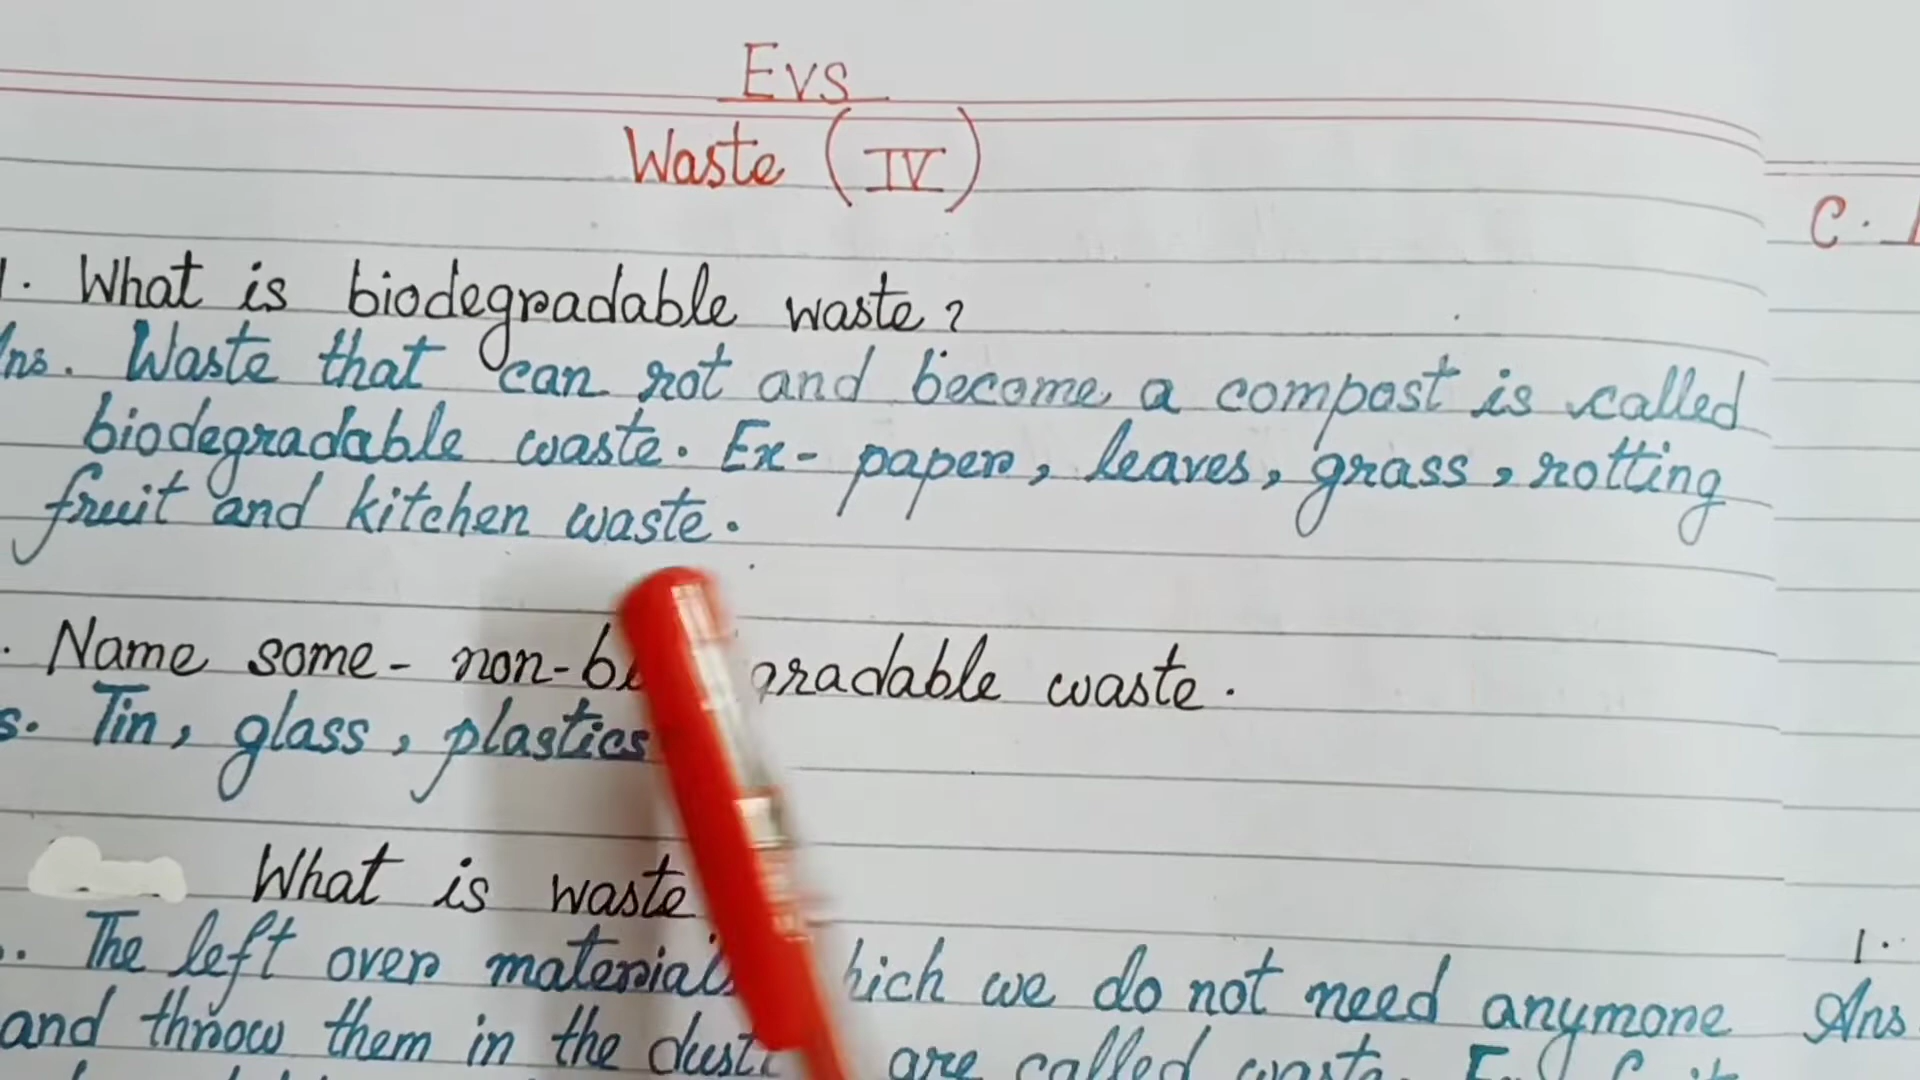 Evs
Waste (IV)
1. What is biodegradable waste?
Ans. Waste that can rot and become a compost is called
biodegradable waste. Ex- paper, leaves, grass, rotting
fruit and kitchen waste.
. Name some- non- gradable waste.
s. Tin, glass, plastics
What is waste
.. The left over materials which we do not need anymore
and throw them in the are called waste.
C.
1.
Ans